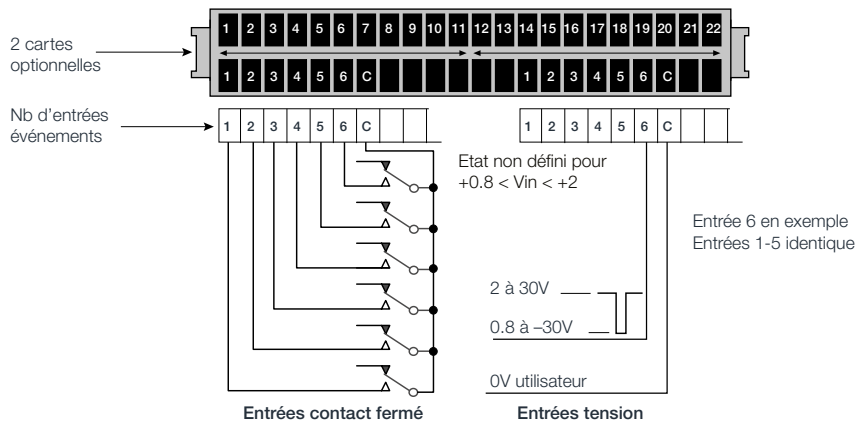 1 2 3 4 5 6 7 8 9 10 11 12 13 14 15 16 17 18 19 20 21 22
2 cartes
optionnelles
1 2 3 4 5 6 C 1 2 3 4 5 6 C
Nb d'entrées
événements
1 2 3 4 5 6 C 1 2 3 4 5 6 C
Etat non défini pour
+0.8 < Vin < +2
Entrée 6 en exemple
Entrées 1-5 identique
2 à 30V
0.8 à –30V
0V utilisateur
Entrées contact fermé
Entrées tension